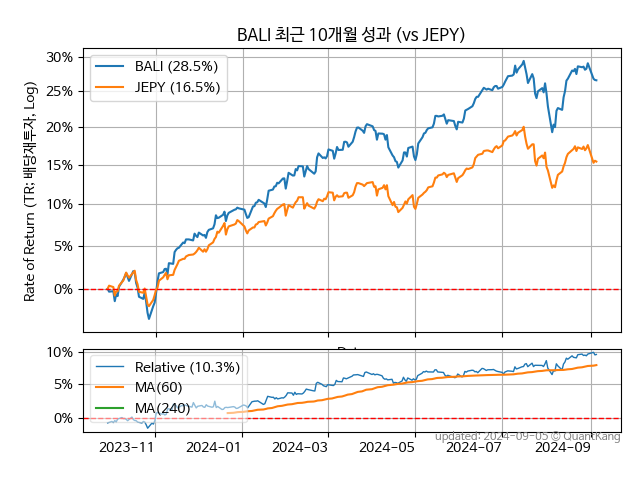 BALI 최근 10개월 성과 (vs JEPY)
30%
25%
20%
15%
10%
5%
0%
Rate of Return (TR: 배당재투자, Log)
BALI (28.5%)
JEPY (16.5%)
10%
5%
0%
Relative (10.3%)
MA(60)
MA(240)
2023-11
2024-01
2024-03
2024-05
2024-07
2024-09
updated: 2024-09-05 © QuantKang